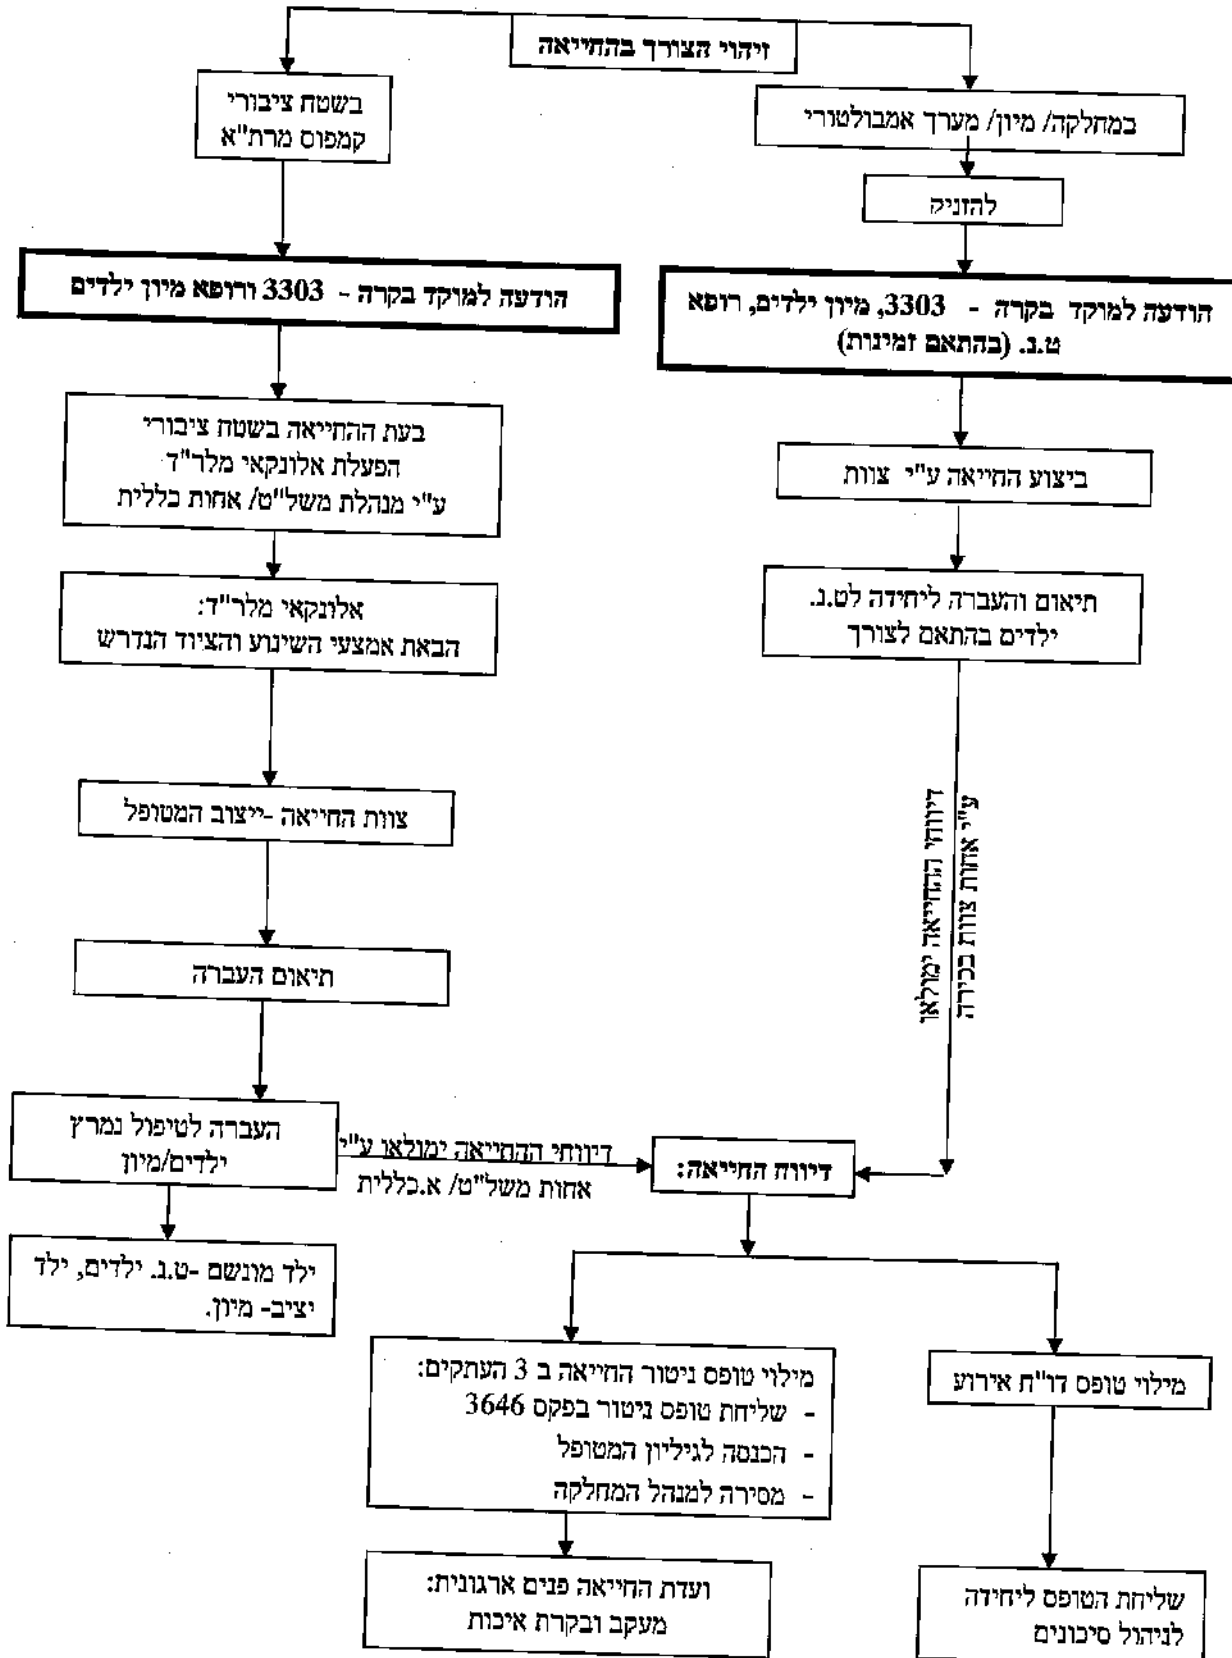 זיהוי הצורך בהחייאה
במחלקה/ מיון/ מערך אמבולטורי
להזניק
הודעה למוקד בקרה - 3303, מיון ילדים, רופא
ט.נ. (בהתאם זמינות)
ביצוע החייאה ע"י צוות
תיאום והעברה ליחידה לט.נ.
ילדים בהתאם לצורך
דיווחי ההחייאה ימולאו
ע"י אחות צוות בכירה
בשטח ציבורי
קמפוס מרת"א
הודעה למוקד בקרה - 3303 ורופא מיון ילדים
בעת ההחייאה בשטח ציבורי
הפעלת אלונקאי מלר"ד
ע"י מנהלת משל"ט/ אחות כללית
אלונקאי מלר"ד:
הבאת אמצעי השינוע והציוד הנדרש
צוות החייאה -ייצוב המטופל
תיאום העברה
העברה לטיפול נמרץ
ילדים/מיון
ילד מונשם -ט.נ. ילדים, ילד
יציב- מיון.
דיווחי ההחייאה ימולאו ע"י
אחות משל"ט/ א.כללית
דיווח החייאה:
מילוי טופס דו"ח אירוע
שליחת הטופס ליחידה
לניהול סיכונים
מילוי טופס ניטור החייאה ב 3 העתקים:
- שליחת טופס ניטור בפקס 3646
- הכנסה לגיליון המטופל
- מסירה למנהל המחלקה
ועדת החייאה פנים ארגונית:
מעקב ובקרת איכות